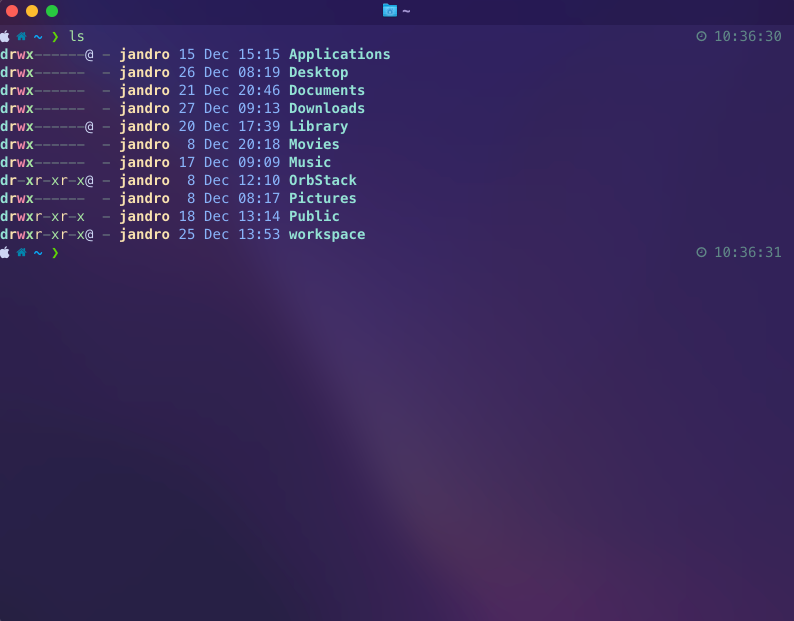 ~
~ ❯ ls 10:36:30
drwx------@ - jandro 15 Dec 15:15 Applications
drwx------  - jandro 26 Dec 08:19 Desktop
drwx------  - jandro 21 Dec 20:46 Documents
drwx------  - jandro 27 Dec 09:13 Downloads
drwx------@ - jandro 20 Dec 17:39 Library
drwx------  - jandro  8 Dec 20:18 Movies
drwx------  - jandro 17 Dec 09:09 Music
dr-xr-xr-x@ - jandro  8 Dec 12:10 OrbStack
drwx------  - jandro  8 Dec 08:17 Pictures
drwxr-xr-x  - jandro 18 Dec 13:14 Public
drwxr-xr-x@ - jandro 25 Dec 13:53 workspace
~ ❯ 10:36:31